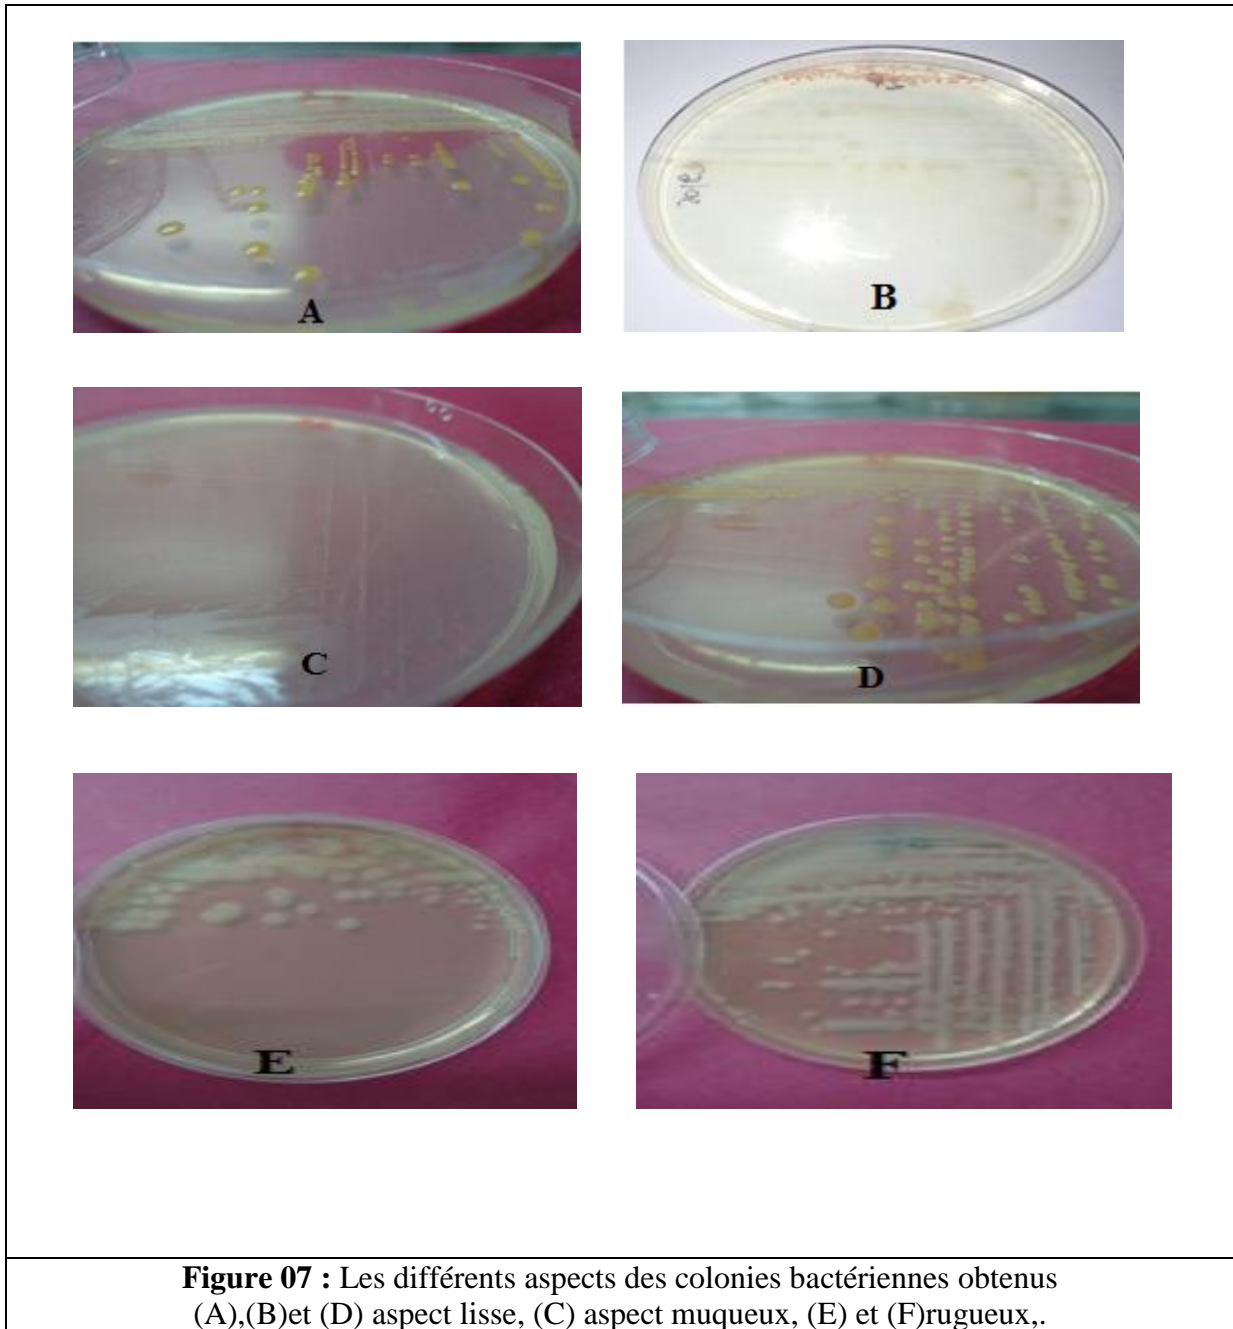 A
B
C
D
E
F
Figure 07 : Les différents aspects des colonies bactériennes obtenus
(A),(B)et (D) aspect lisse, (C) aspect muqueux, (E) et (F)rugueux,.